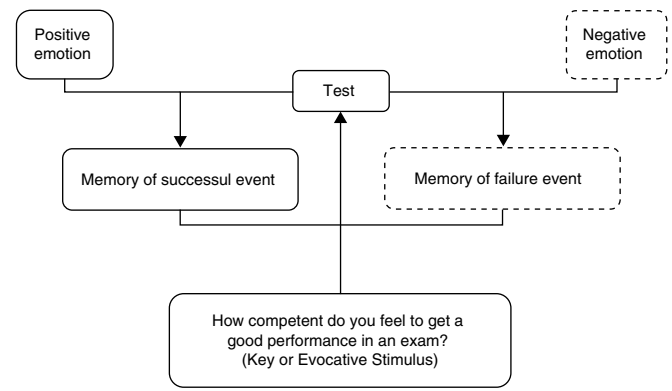 Positive
emotion
Negative
emotion
Test
Memory of successul event
Memory of failure event
How competent do you feel to get a
good performance in an exam?
(Key or Evocative Stimulus)